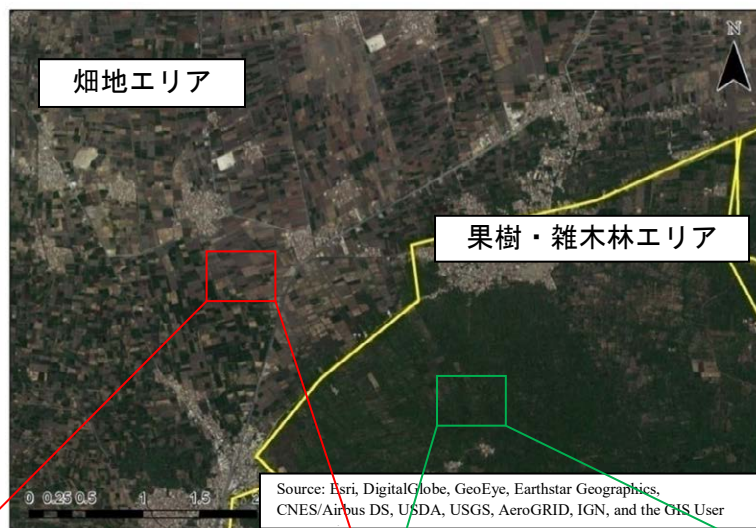 N
畑地エリア
果樹・雑木林エリア
Source: Esri, DigitalGlobe, GeoEye, Earthstar Geographics,
CNES/Airbus DS, USDA, USGS, AeroGRID, IGN, and the GIS User
0 0.25 0.5 1 1.5 2